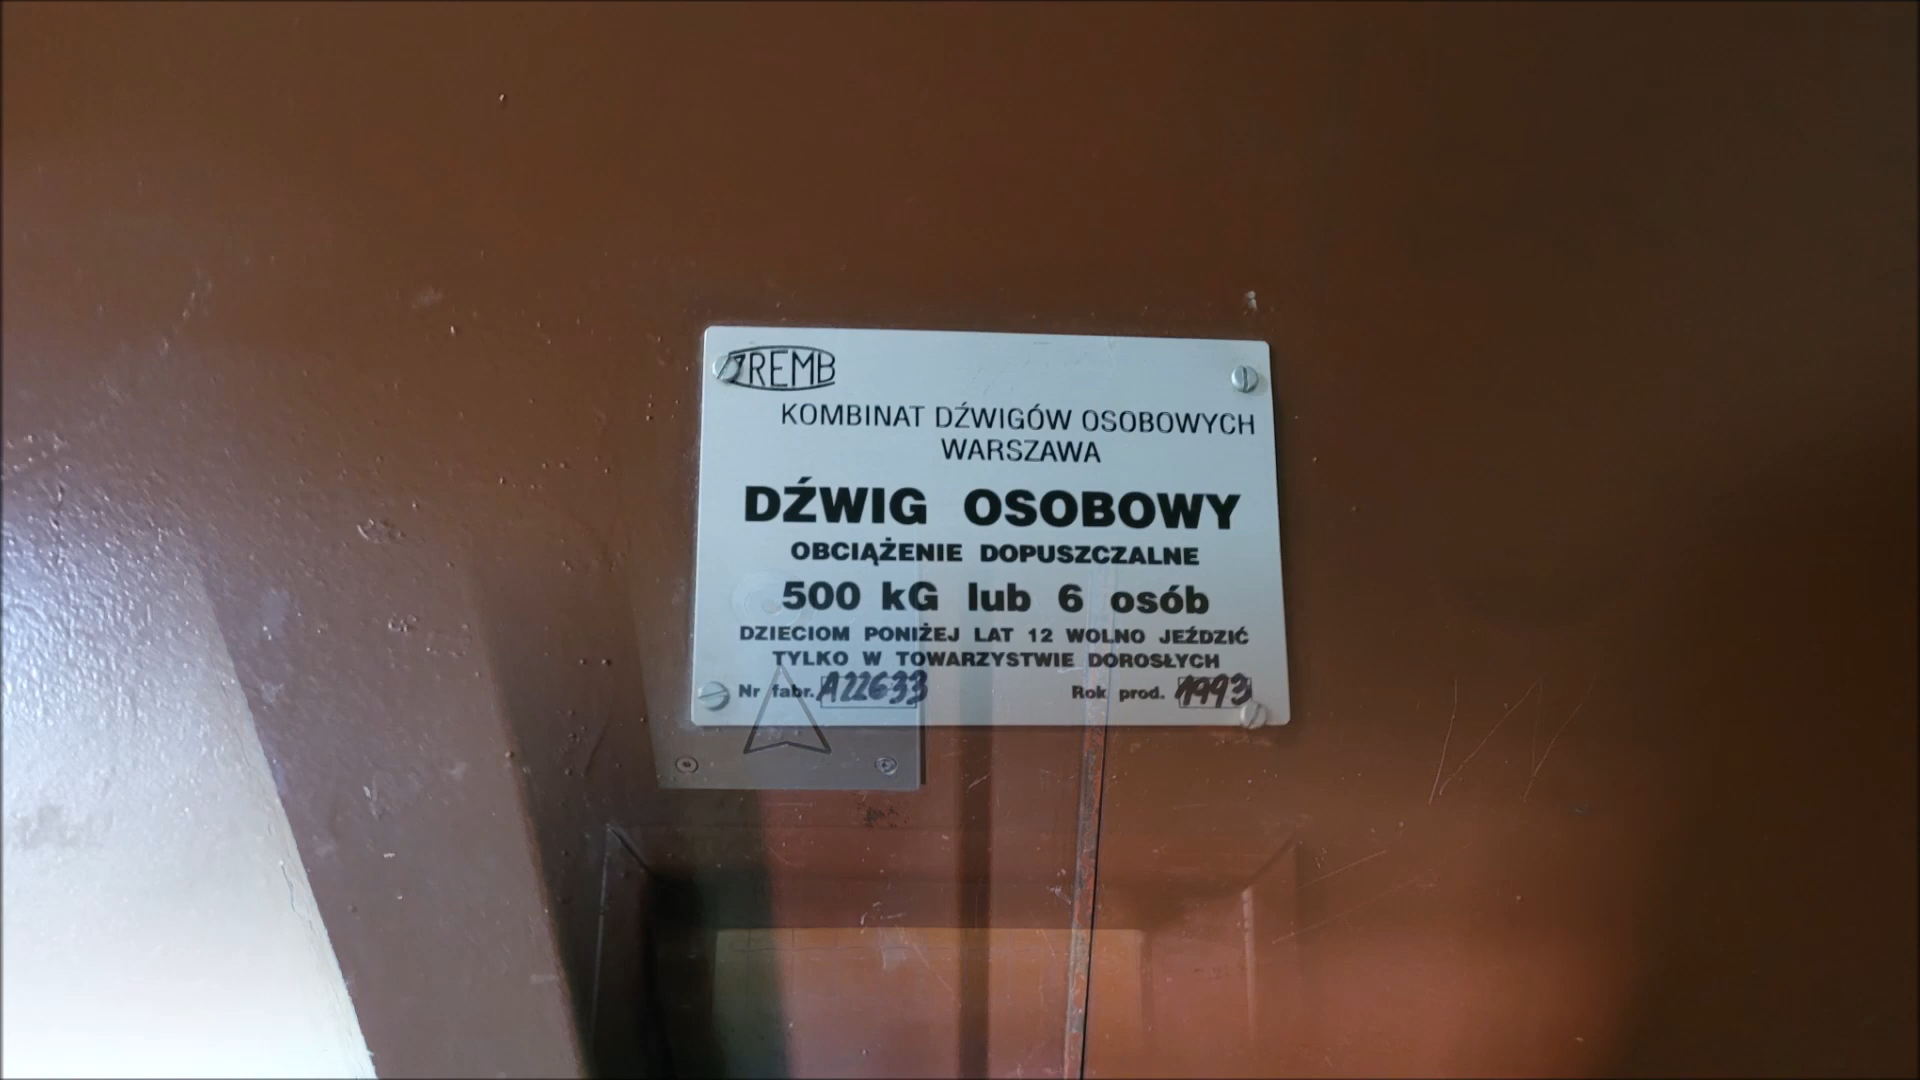 ZREMB
KOMBINAT DŹWIGÓW OSOBOWYCH
WARSZAWA
DŹWIG OSOBOWY
OBCIĄŻENIE DOPUSZCZALNE
500 kG lub 6 osób
DZIECIOM PONIŻEJ LAT 12 WOLNO JEŹDZIĆ
TYLKO W TOWARZYSTWIE DOROSŁYCH
Nr fabr. A22633 Rok prod. 1993